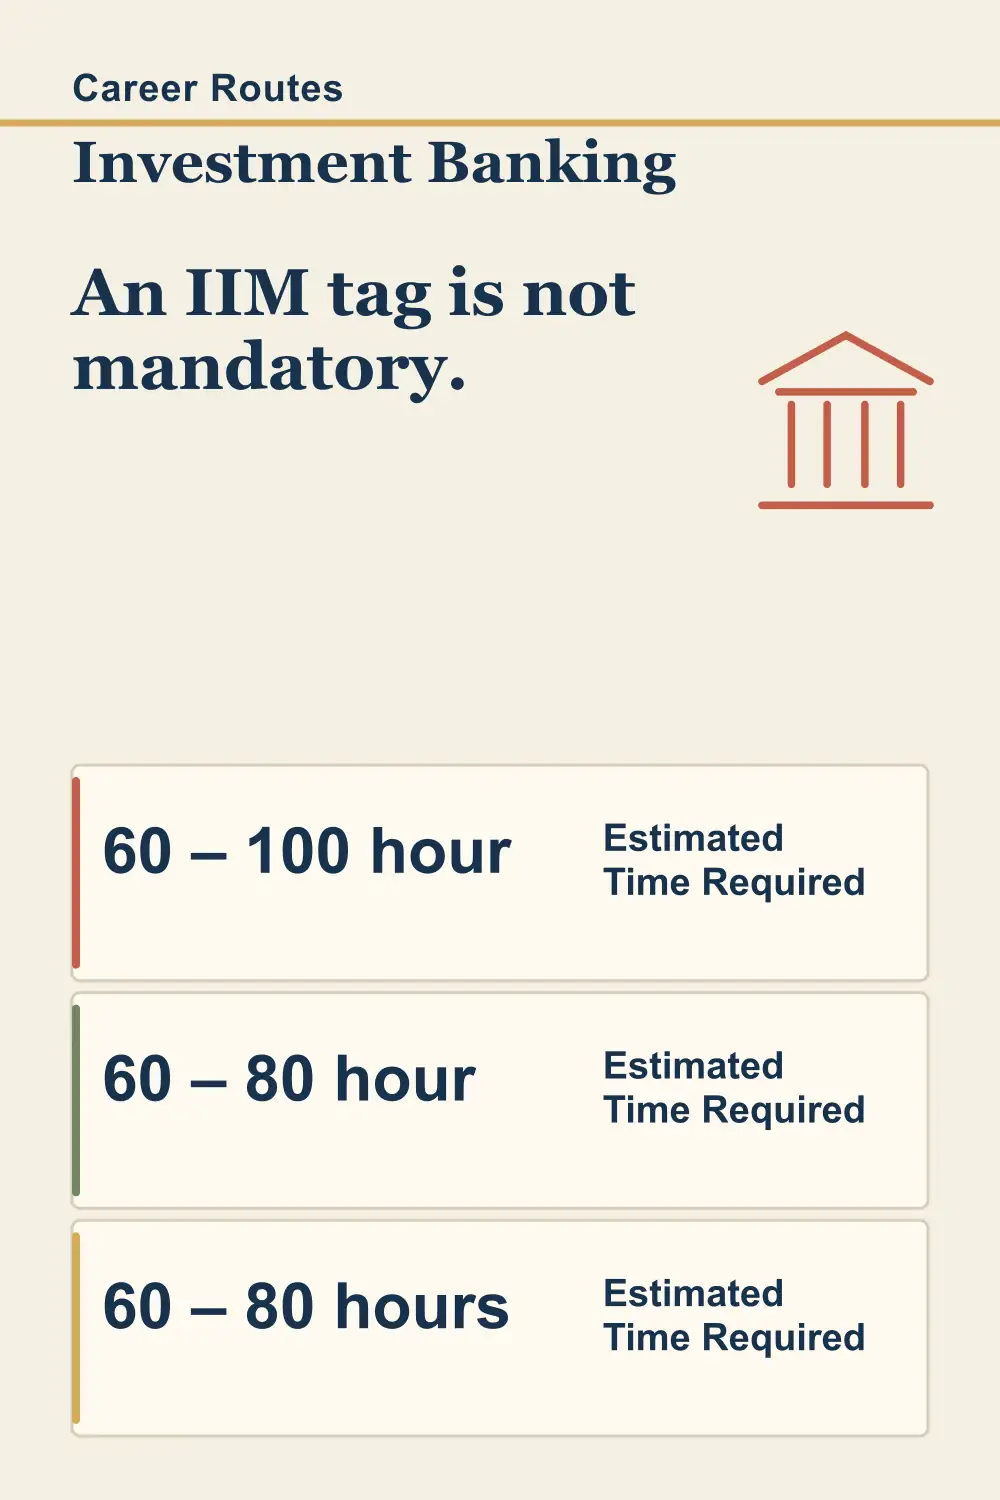 Career Routes
Investment Banking
An IIM tag is not
mandatory.
60 – 100 hour
Estimated
Time Required
60 – 80 hour
Estimated
Time Required
60 – 80 hours
Estimated
Time Required